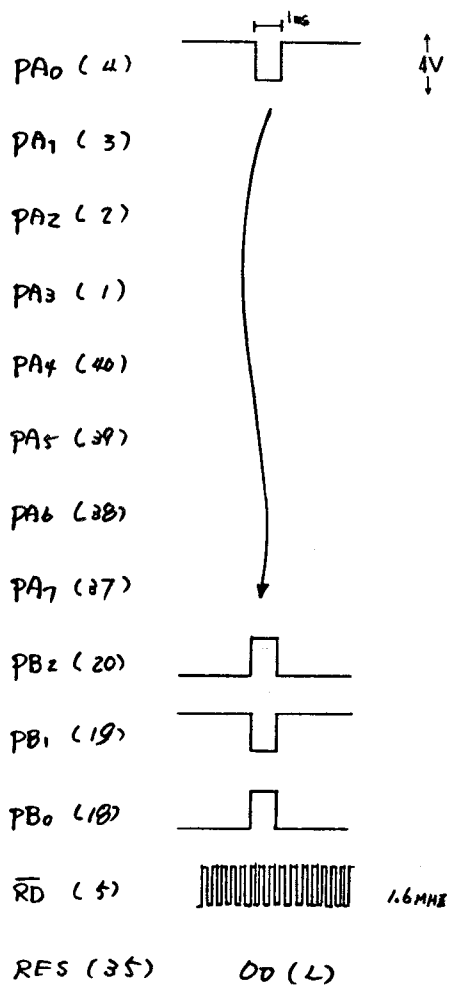 1ms
PA0 (4)
4V
PA1 (3)
PA2 (2)
PA3 (1)
PA4 (40)
PA5 (39)
PA6 (38)
PA7 (37)
PB2 (20)
PB1 (19)
PB0 (18)
RD (5) 1.6MHz
RES (35) 00 (L)